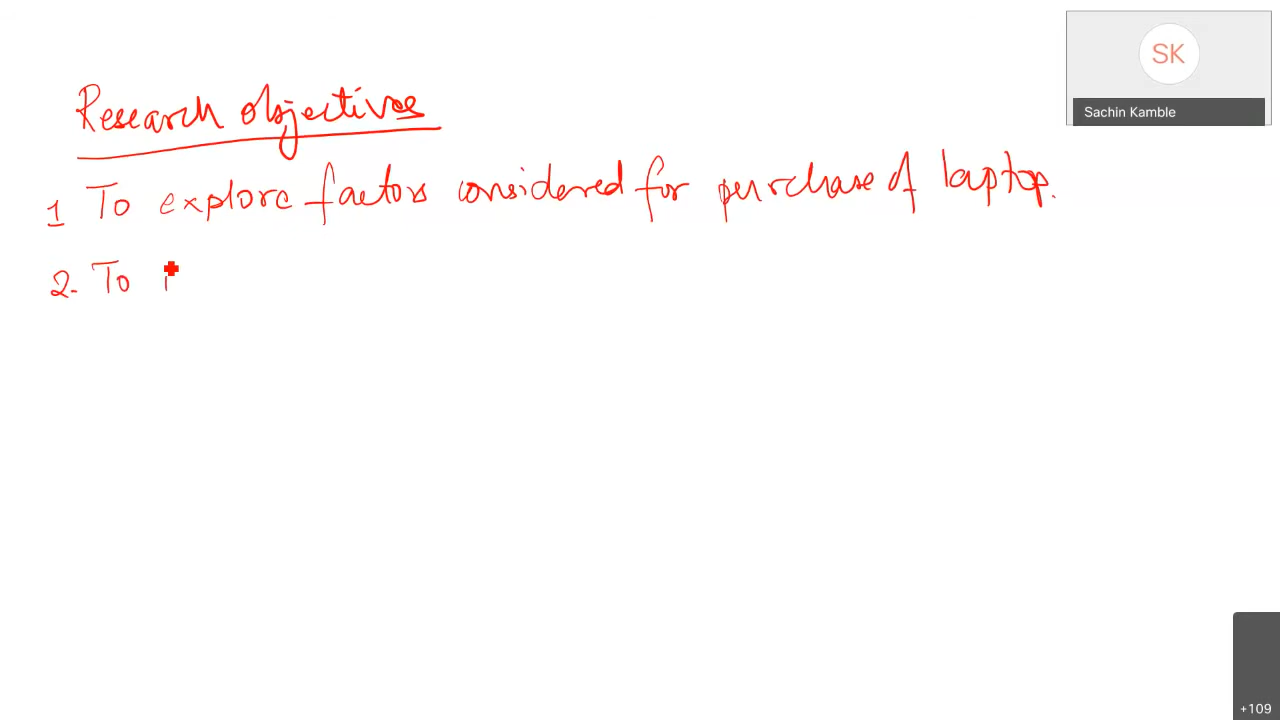 SK
Sachin Kamble
Research objectives
1 To explore factors considered for purchase of laptop.
2. To
+109